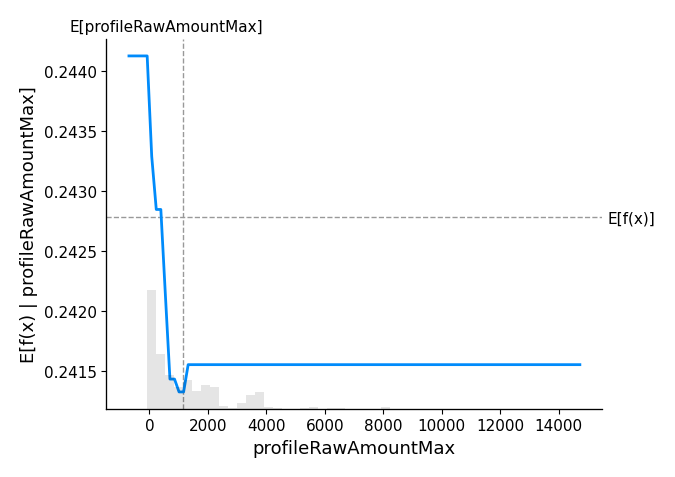 E[profileRawAmountMax]
0.2440
0.2435
0.2430
0.2425
0.2420
0.2415
E[f(x) | profileRawAmountMax]
E[f(x)]
0 2000 4000 6000 8000 10000 12000 14000
profileRawAmountMax